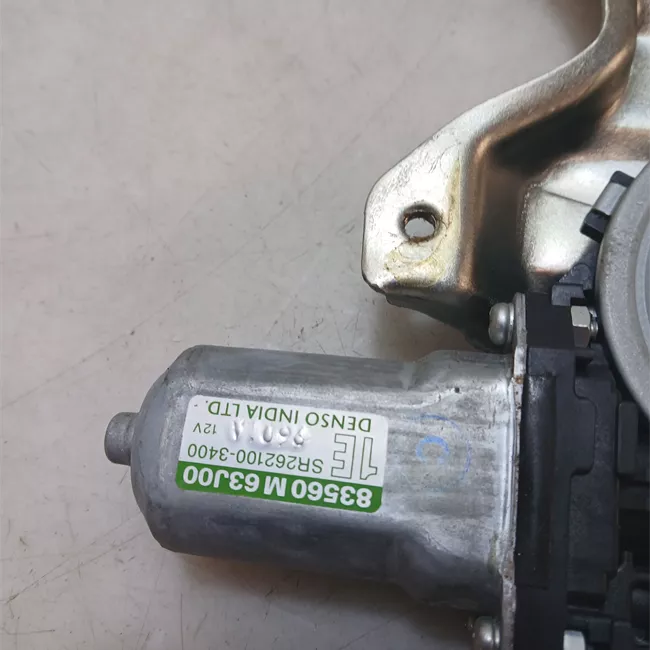 83560 M 63J00
1E SR262100-3400
12V
DENSO INDIA LTD.
C